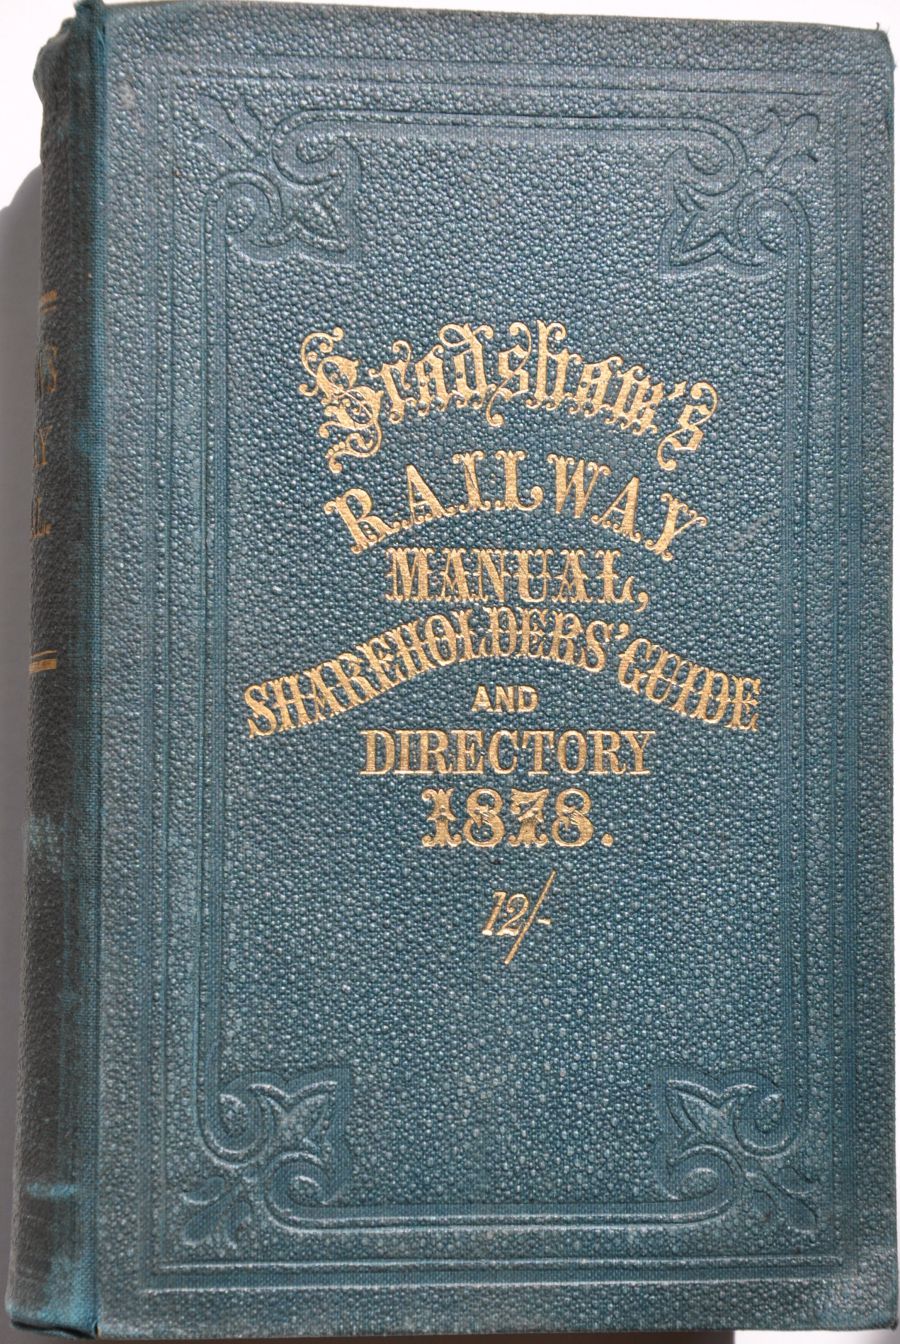 Bradshaw's
RAILWAY
MANUAL,
SHAREHOLDERS' GUIDE
AND
DIRECTORY
1878.
12/-